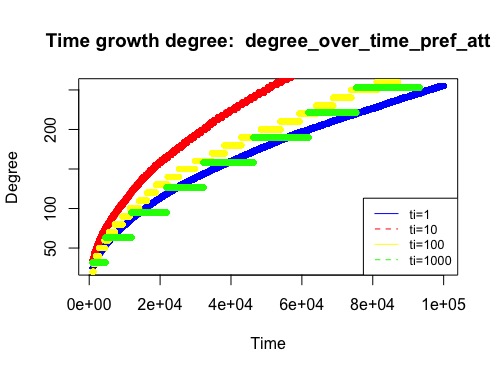 Time growth degree:  degree_over_time_pref_att
Degree
200
100
50
ti=1
ti=10
ti=100
ti=1000
0e+00
2e+04
4e+04
6e+04
8e+04
1e+05
Time